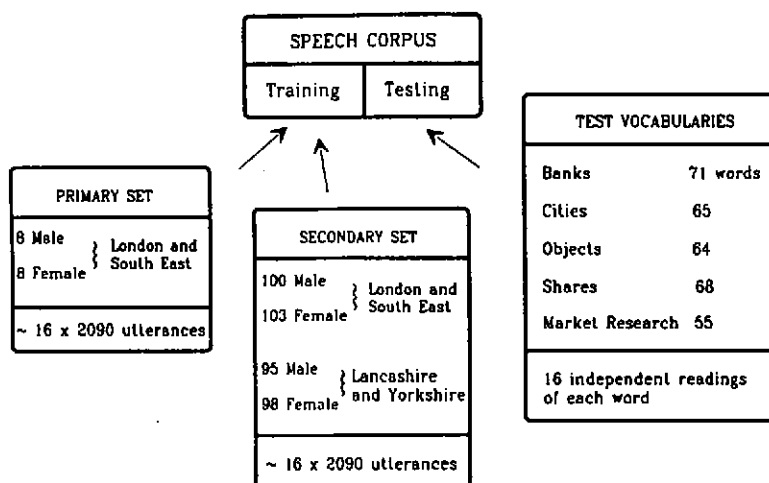 SPEECH CORPUS
Training Testing
PRIMARY SET
8 Male
8 Female
London and
South East
~ 16 x 2090 utterances
SECONDARY SET
100 Male
103 Female
London and
South East
95 Male
98 Female
Lancashire
and Yorkshire
~ 16 x 2090 utterances
TEST VOCABULARIES
Banks 71 words
Cities 65
Objects 64
Shares 68
Market Research 55
16 independent readings
of each word